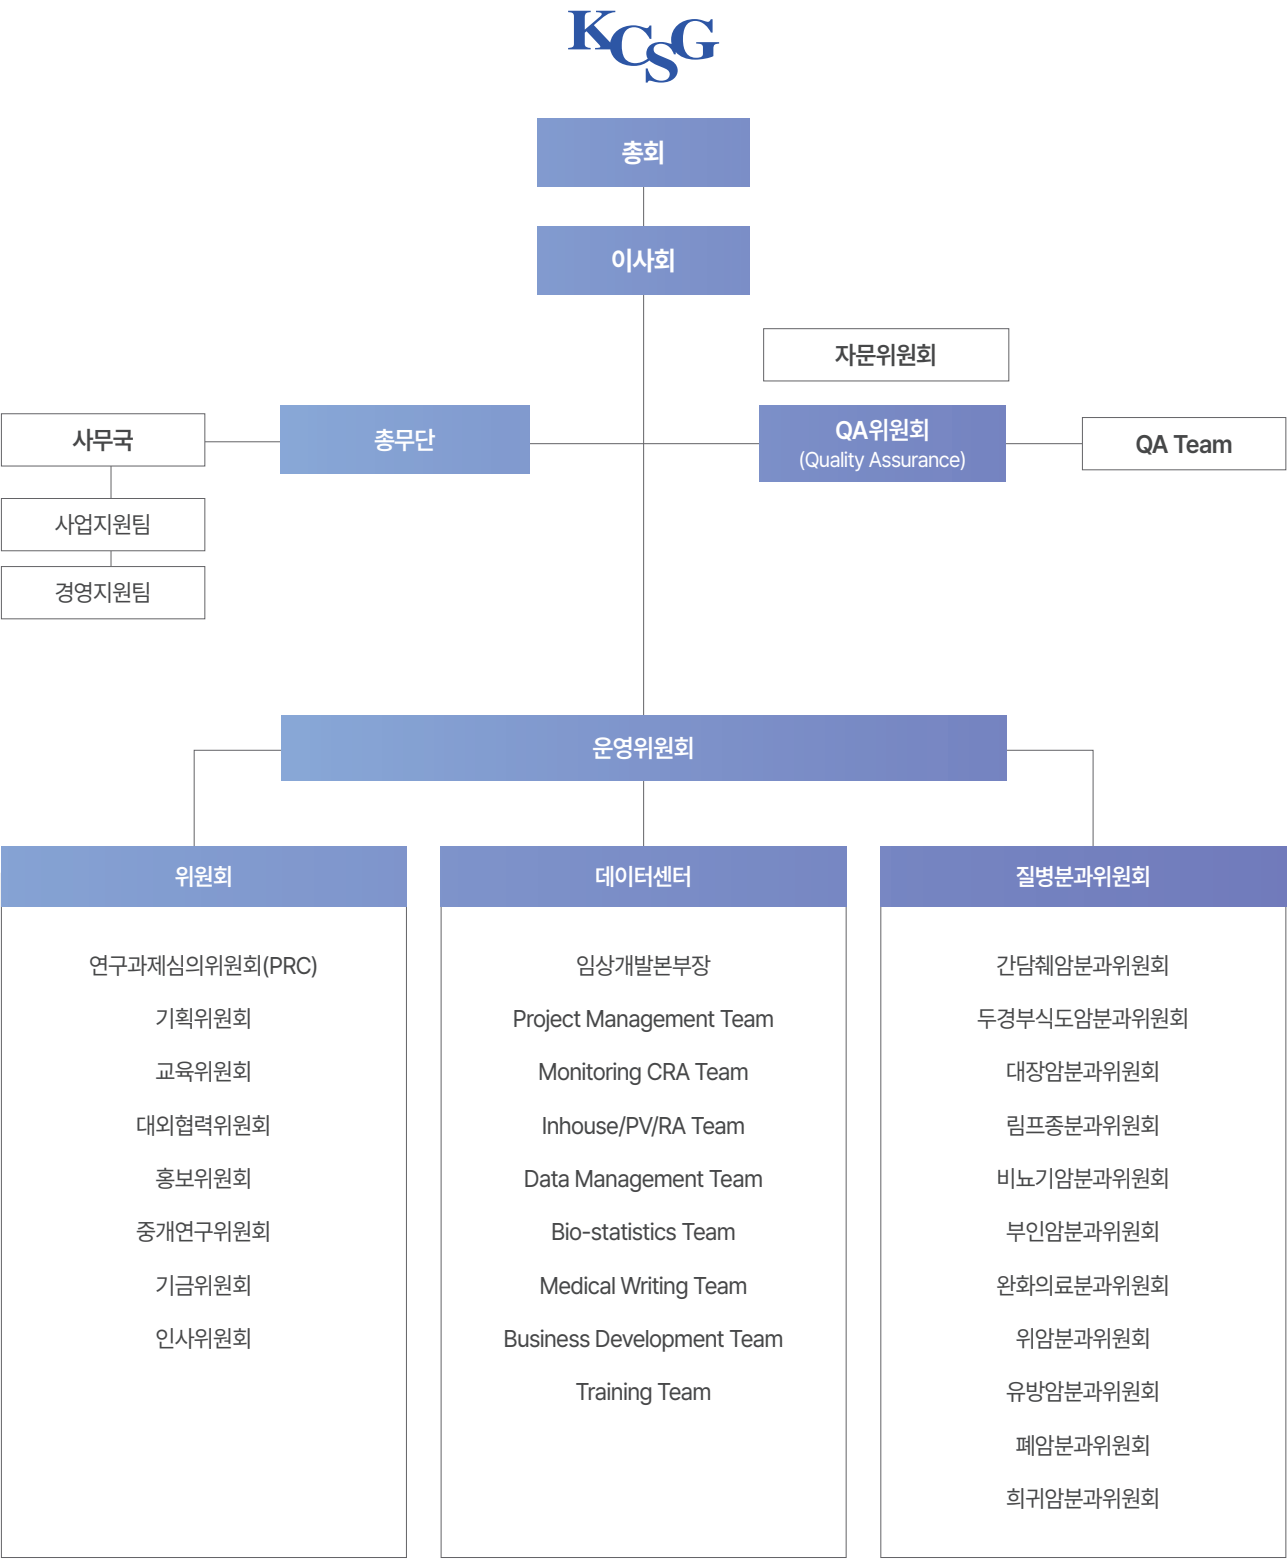 KCSG
총회
이사회
자문위원회
사무국
총무단
QA위원회
(Quality Assurance)
QA Team
사업지원팀
경영지원팀
운영위원회
위원회
연구과제심의위원회(PRC)
기획위원회
교육위원회
대외협력위원회
홍보위원회
중개연구위원회
기금위원회
인사위원회
데이터센터
임상개발본부장
Project Management Team
Monitoring CRA Team
Inhouse/PV/RA Team
Data Management Team
Bio-statistics Team
Medical Writing Team
Business Development Team
Training Team
질병분과위원회
간담췌암분과위원회
두경부식도암분과위원회
대장암분과위원회
림프종분과위원회
비뇨기암분과위원회
부인암분과위원회
완화의료분과위원회
위암분과위원회
유방암분과위원회
폐암분과위원회
희귀암분과위원회